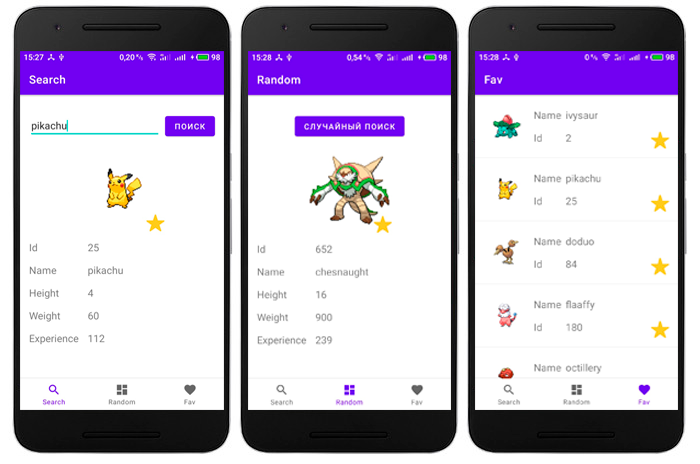 15:27 0,20% 98
Search
pikachu ПОИСК
Id 25
Name pikachu
Height 4
Weight 60
Experience 112
Search Random Fav
15:28 0,54% 98
Random
СЛУЧАЙНЫЙ ПОИСК
Id 652
Name chesnaught
Height 16
Weight 900
Experience 239
Search Random Fav
15:28 0% 98
Fav
Name ivysaur
Id 2
Name pikachu
Id 25
Name doduo
Id 84
Name flaaffy
Id 180
Name octillery
Search Random Fav